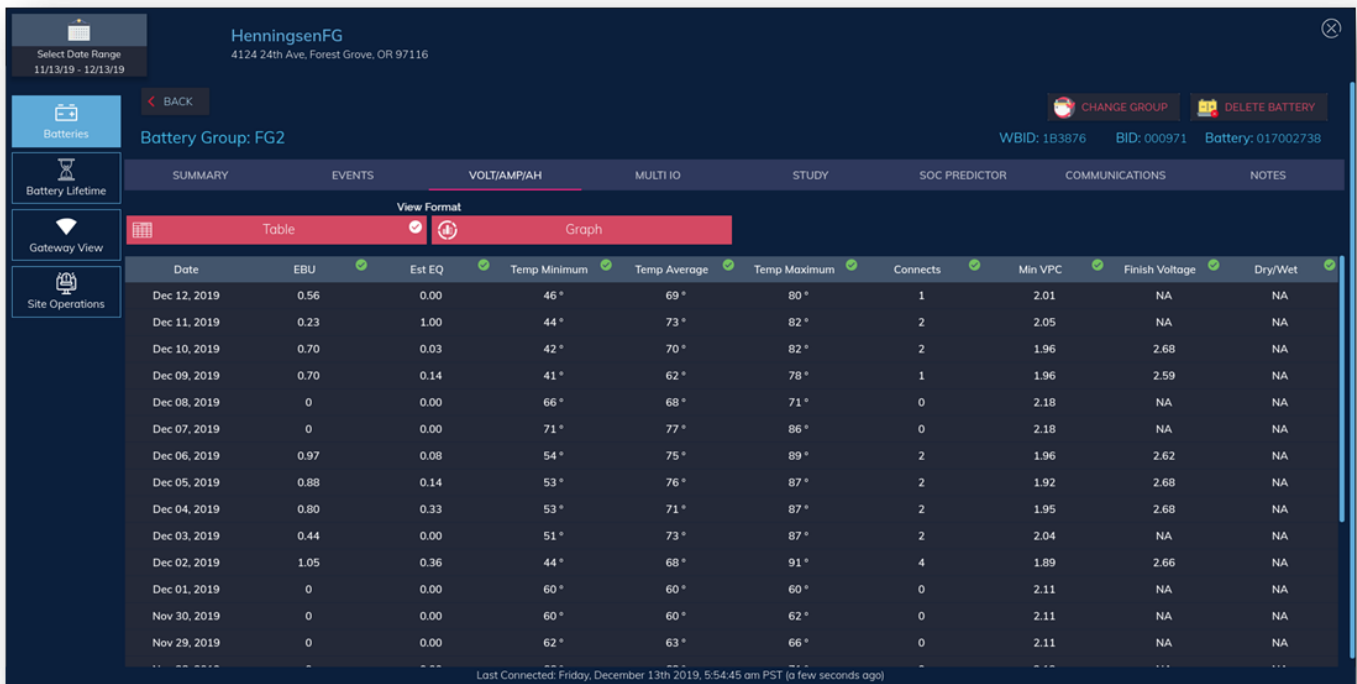 Select Date Range
11/13/19 - 12/13/19
HenningsenFG
4124 24th Ave, Forest Grove, OR 97116
Batteries
Battery Lifetime
Gateway View
Site Operations
BACK
CHANGE GROUP DELETE BATTERY
Battery Group: FG2 WBID: 1B3876 BID: 000971 Battery: 017002738
SUMMARY EVENTS VOLT/AMP/AH MULTI IO STUDY SOC PREDICTOR COMMUNICATIONS NOTES
View Format
Table Graph
Date EBU Est EQ Temp Minimum Temp Average Temp Maximum Connects Min VPC Finish Voltage Dry/Wet
Dec 12, 2019 0.56 0.00 46 ° 69 ° 80 ° 1 2.01 NA NA
Dec 11, 2019 0.23 1.00 44 ° 73 ° 82 ° 2 2.05 NA NA
Dec 10, 2019 0.70 0.03 42 ° 70 ° 82 ° 2 1.96 2.68 NA
Dec 09, 2019 0.70 0.14 41 ° 62 ° 78 ° 1 1.96 2.59 NA
Dec 08, 2019 0 0.00 66 ° 68 ° 71 ° 0 2.18 NA NA
Dec 07, 2019 0 0.00 71 ° 77 ° 86 ° 0 2.18 NA NA
Dec 06, 2019 0.97 0.08 54 ° 75 ° 89 ° 2 1.96 2.62 NA
Dec 05, 2019 0.88 0.14 53 ° 76 ° 87 ° 2 1.92 2.68 NA
Dec 04, 2019 0.80 0.33 53 ° 71 ° 87 ° 2 1.95 2.68 NA
Dec 03, 2019 0.44 0.00 51 ° 73 ° 87 ° 2 2.04 NA NA
Dec 02, 2019 1.05 0.36 44 ° 68 ° 91 ° 4 1.89 2.66 NA
Dec 01, 2019 0 0.00 60 ° 60 ° 60 ° 0 2.11 NA NA
Nov 30, 2019 0 0.00 60 ° 60 ° 62 ° 0 2.11 NA NA
Nov 29, 2019 0 0.00 62 ° 63 ° 66 ° 0 2.11 NA NA
Last Connected: Friday, December 13th 2019, 5:54:45 am PST (a few seconds ago)